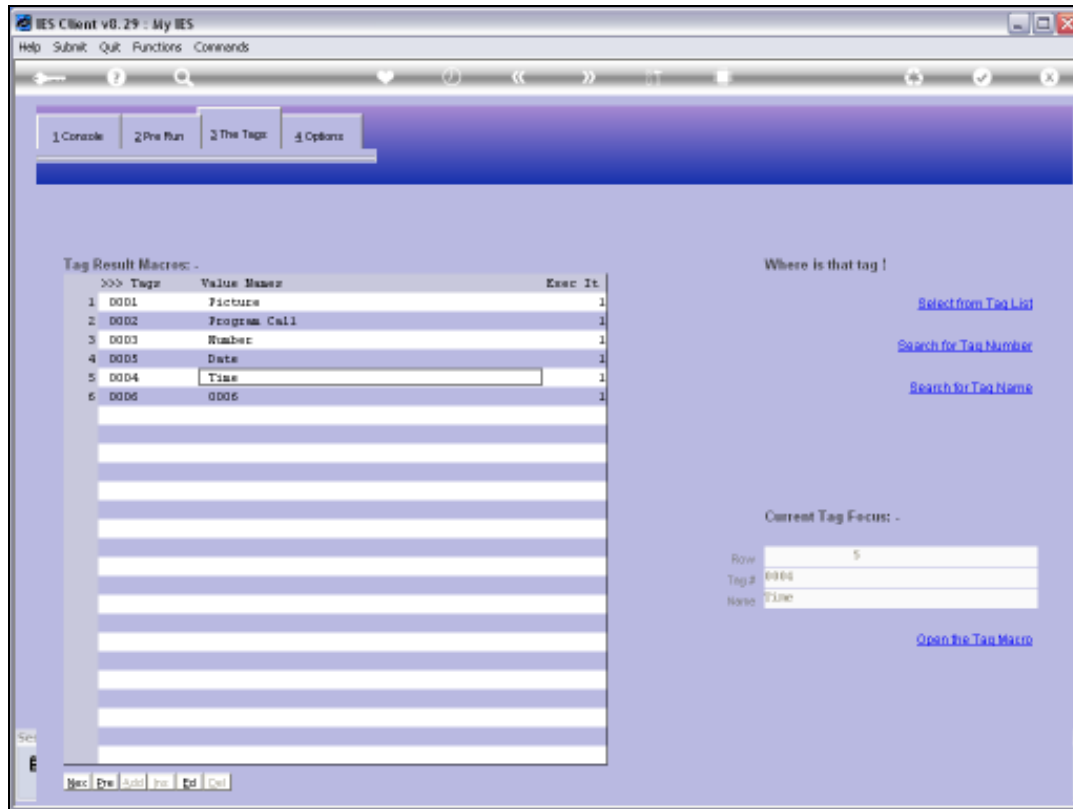 IES Client v8.29 : My IES
Help Submit Quit Functions Commands
1 Console 2 Pre Run 3 The Tags 4 Options
Tag Result Macros: - Where is that tag !
>>> Tags Value Names Exec It
1 0001 Picture 1
2 0002 Program Call 1
3 0003 Number 1
4 0005 Date 1
5 0004 Time 1
6 0006 0006 1
Select from Tag List
Search for Tag Number
Search for Tag Name
Current Tag Focus: -
Row 5
Tag # 0004
Name Time
Open the Tag Macro
Nex Pre Add Ins Ed Del